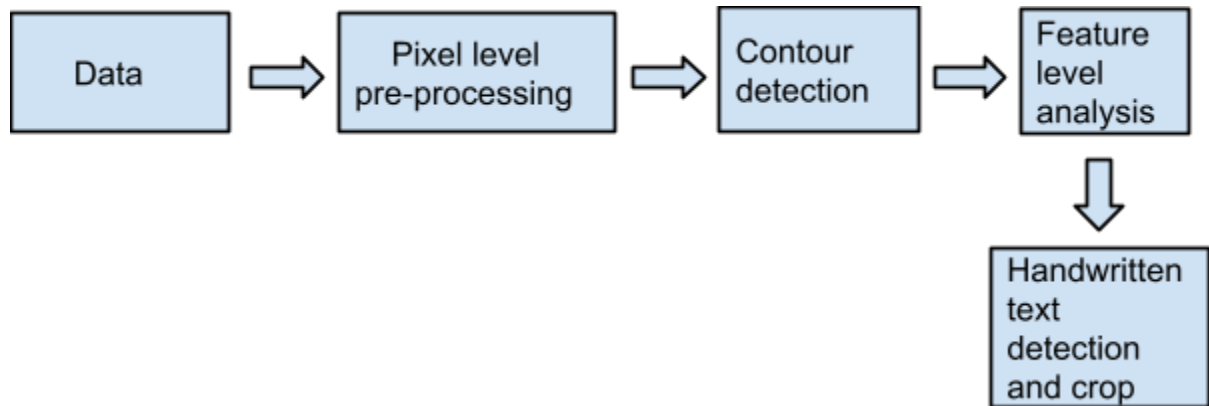 Data
Pixel level
pre-processing
Contour
detection
Feature
level
analysis
Handwritten
text
detection
and crop